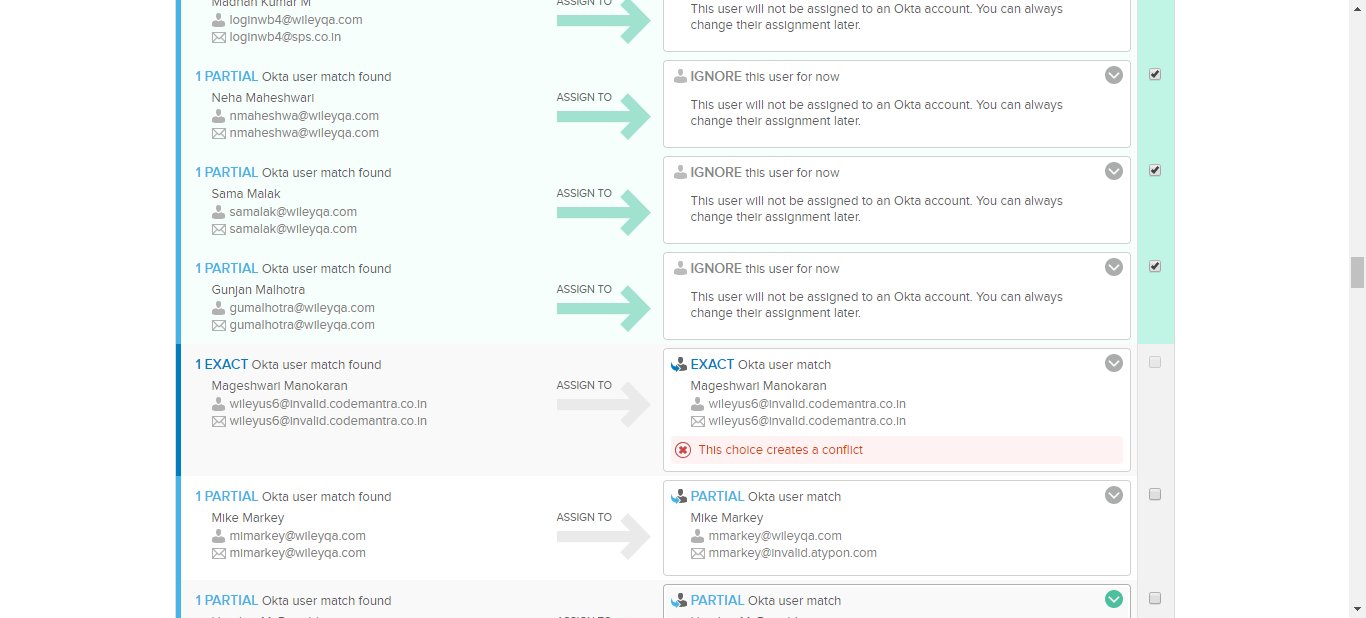 Madhan Kumar M
loginwb4@wileyqa.com
loginwb4@sps.co.in
ASSIGN TO
This user will not be assigned to an Okta account. You can always
change their assignment later.
1 PARTIAL Okta user match found
Neha Maheshwari
nmaheshwa@wileyqa.com
nmaheshwa@wileyqa.com
ASSIGN TO
IGNORE this user for now
This user will not be assigned to an Okta account. You can always
change their assignment later.
1 PARTIAL Okta user match found
Sama Malak
samalak@wileyqa.com
samalak@wileyqa.com
ASSIGN TO
IGNORE this user for now
This user will not be assigned to an Okta account. You can always
change their assignment later.
1 PARTIAL Okta user match found
Gunjan Malhotra
gumalhotra@wileyqa.com
gumalhotra@wileyqa.com
ASSIGN TO
IGNORE this user for now
This user will not be assigned to an Okta account. You can always
change their assignment later.
1 EXACT Okta user match found
Mageshwari Manokaran
wileyus6@invalid.codemantra.co.in
wileyus6@invalid.codemantra.co.in
ASSIGN TO
EXACT Okta user match
Mageshwari Manokaran
wileyus6@invalid.codemantra.co.in
wileyus6@invalid.codemantra.co.in
This choice creates a conflict
1 PARTIAL Okta user match found
Mike Markey
mimarkey@wileyqa.com
mimarkey@wileyqa.com
ASSIGN TO
PARTIAL Okta user match
Mike Markey
mmarkey@wileyqa.com
mmarkey@invalid.atypon.com
1 PARTIAL Okta user match found
ASSIGN TO
PARTIAL Okta user match